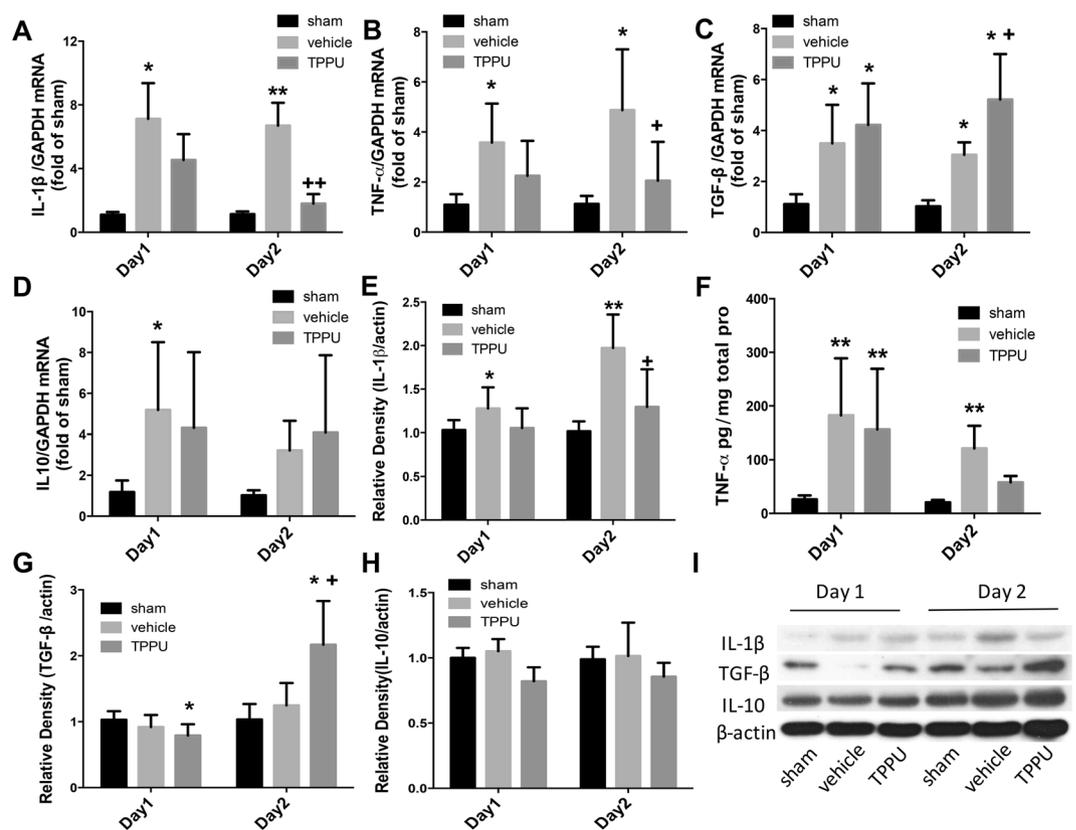 A
IL-1β /GAPDH mRNA
(fold of sham)
12
8
4
0
sham
vehicle
TPPU
*
**
++
Day1
Day2
B
TNF-α/GAPDH mRNA
(fold of sham)
8
6
4
2
0
sham
vehicle
TPPU
*
*
+
Day1
Day2
C
TGF-β /GAPDH mRNA
(fold of sham)
8
6
4
2
0
sham
vehicle
TPPU
*
*
*
* +
Day1
Day2
D
IL10/GAPDH mRNA
(fold of sham)
10
8
6
4
2
0
sham
vehicle
TPPU
*
Day1
Day2
E
Relative Density (IL-1β/actin)
2.5
2.0
1.5
1.0
0.5
0.0
sham
vehicle
TPPU
*
**
+
Day1
Day2
F
TNF-α pg/mg total pro
400
300
200
100
0
sham
vehicle
TPPU
**
**
**
Day1
Day2
G
Relative Density (TGF-β /actin)
3
2
1
0
sham
vehicle
TPPU
*
* +
Day1
Day2
H
Relative Density(IL-10/actin)
1.5
1.0
0.5
0.0
sham
vehicle
TPPU
Day1
Day2
I
Day 1 Day 2
IL-1β
TGF-β
IL-10
β-actin
sham vehicle TPPU sham vehicle TPPU